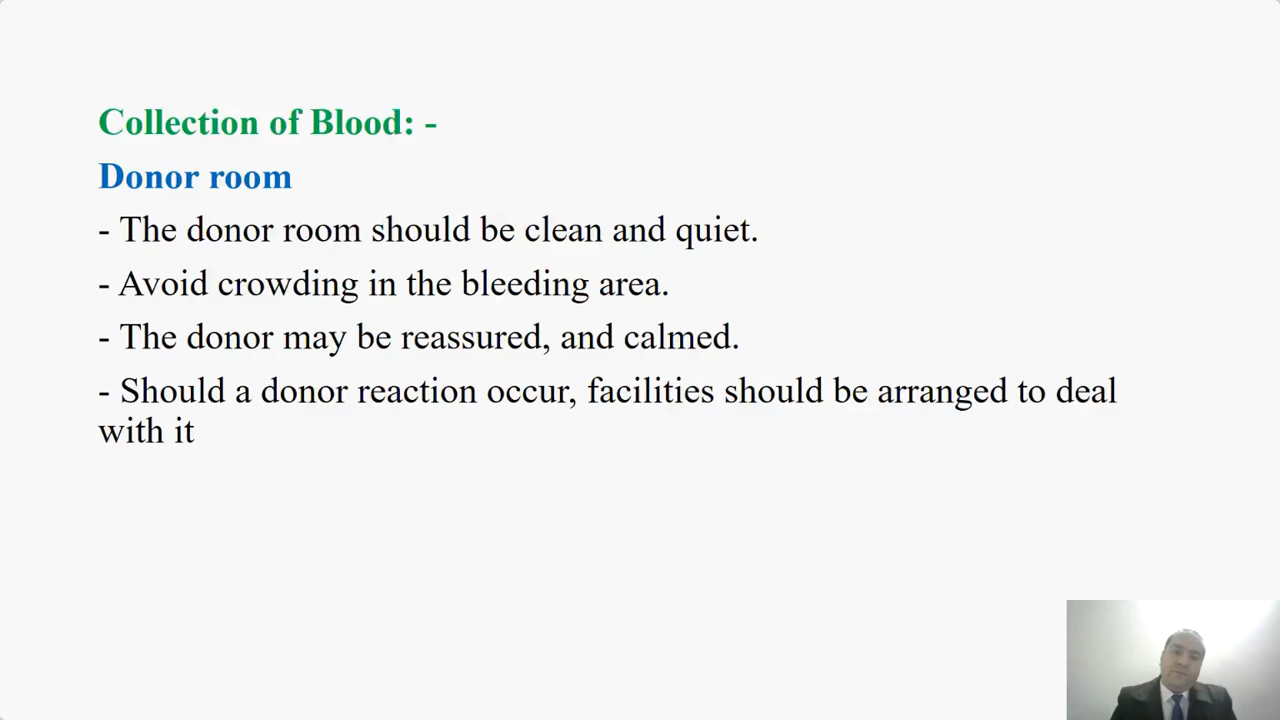 Collection of Blood: -
Donor room
- The donor room should be clean and quiet.
- Avoid crowding in the bleeding area.
- The donor may be reassured, and calmed.
- Should a donor reaction occur, facilities should be arranged to deal
with it